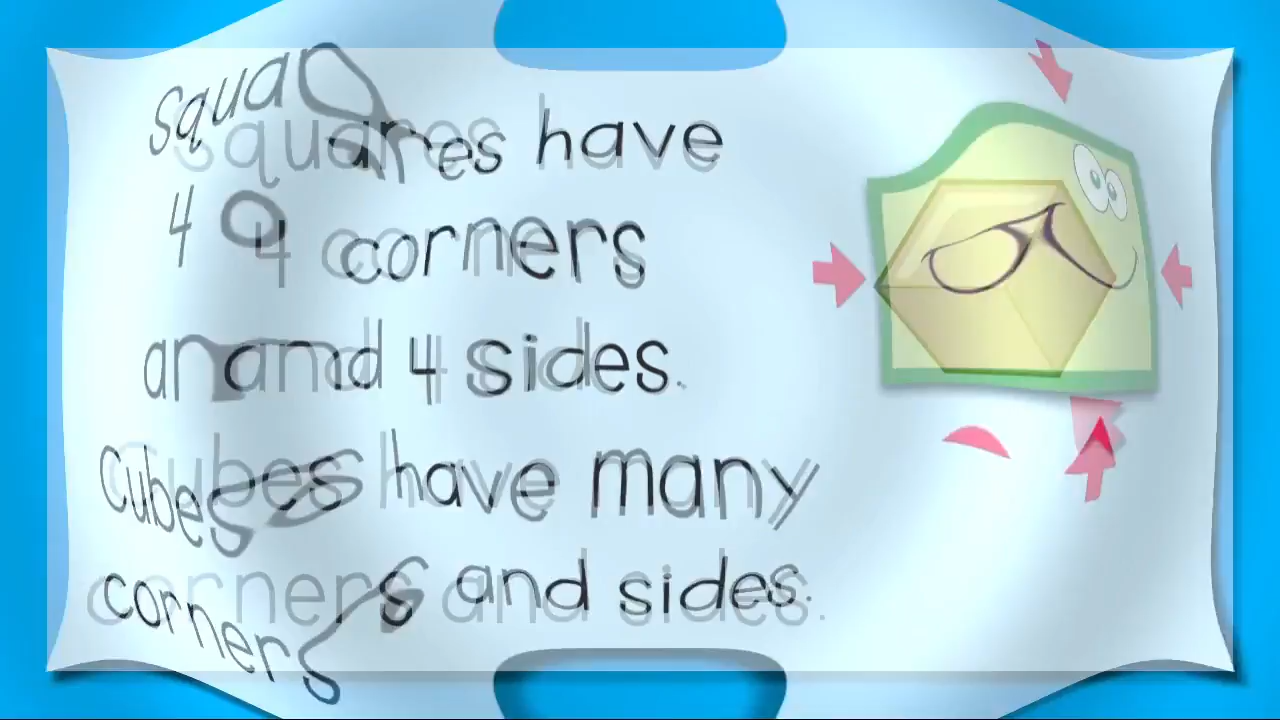 squares have
4 corners
and 4 sides.
Cubes have many
corners and sides.